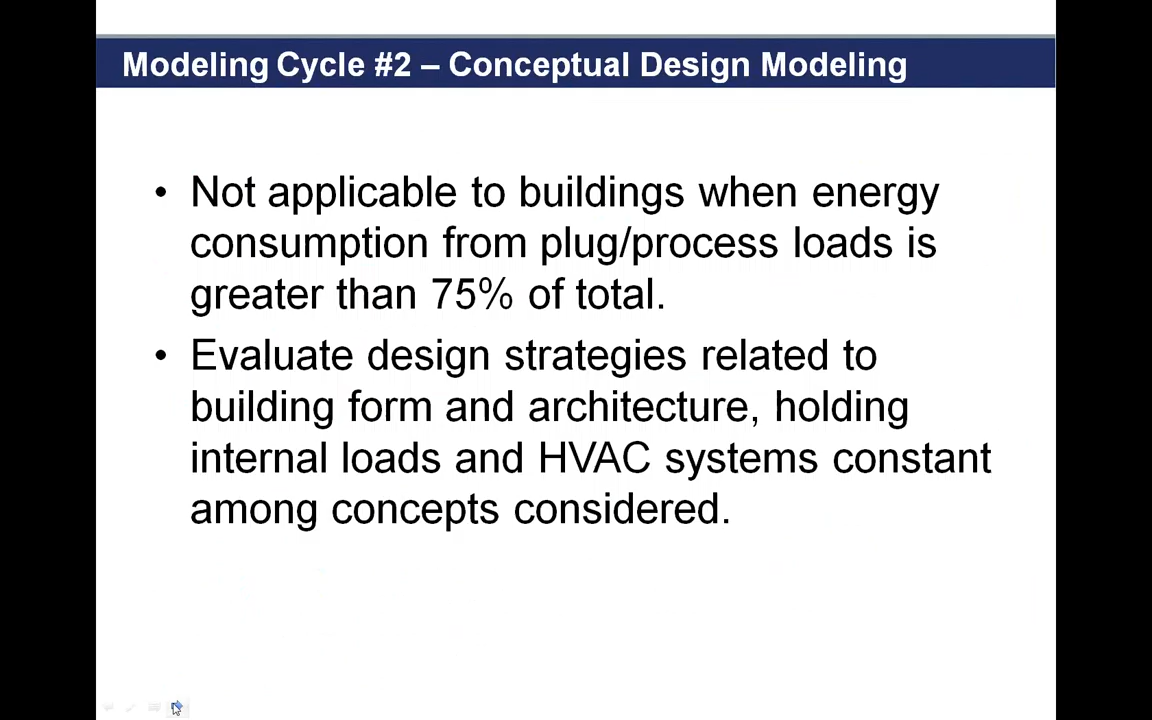 Modeling Cycle #2 – Conceptual Design Modeling
• Not applicable to buildings when energy
consumption from plug/process loads is
greater than 75% of total.
• Evaluate design strategies related to
building form and architecture, holding
internal loads and HVAC systems constant
among concepts considered.